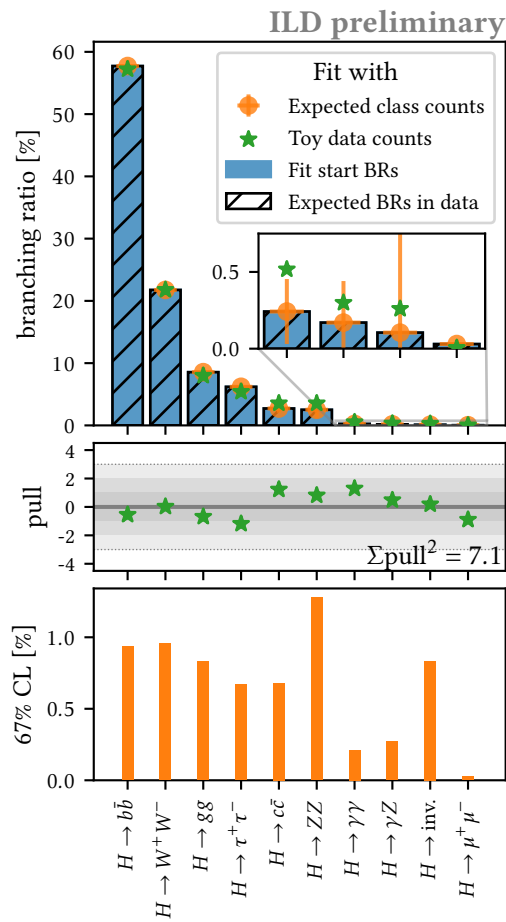 ILD preliminary
60
50
40
30
20
10
0
branching ratio [%]
Fit with
Expected class counts
Toy data counts
Fit start BRs
Expected BRs in data
0.5
0.0
4
2
0
-2
-4
pull
Σpull² = 7.1
1.0
0.5
0.0
67% CL [%]
H → bb̄
H → W⁺W⁻
H → gg
H → τ⁺τ⁻
H → cc̄
H → ZZ
H → γγ
H → γZ
H → inv.
H → μ⁺μ⁻